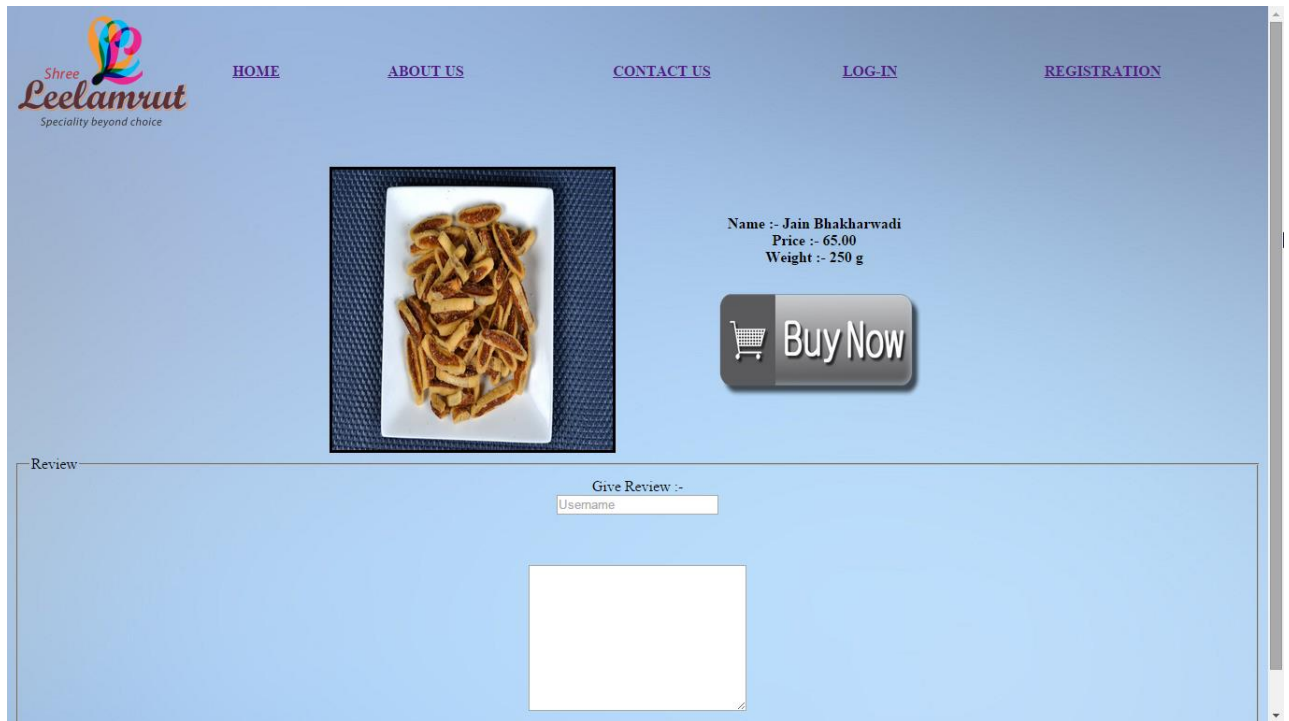 Shree
Leelamrut
Speciality beyond choice
HOME ABOUT US CONTACT US LOG-IN REGISTRATION
Name :- Jain Bhakharwadi
Price :- 65.00
Weight :- 250 g
Buy Now
Review
Give Review :-
Username